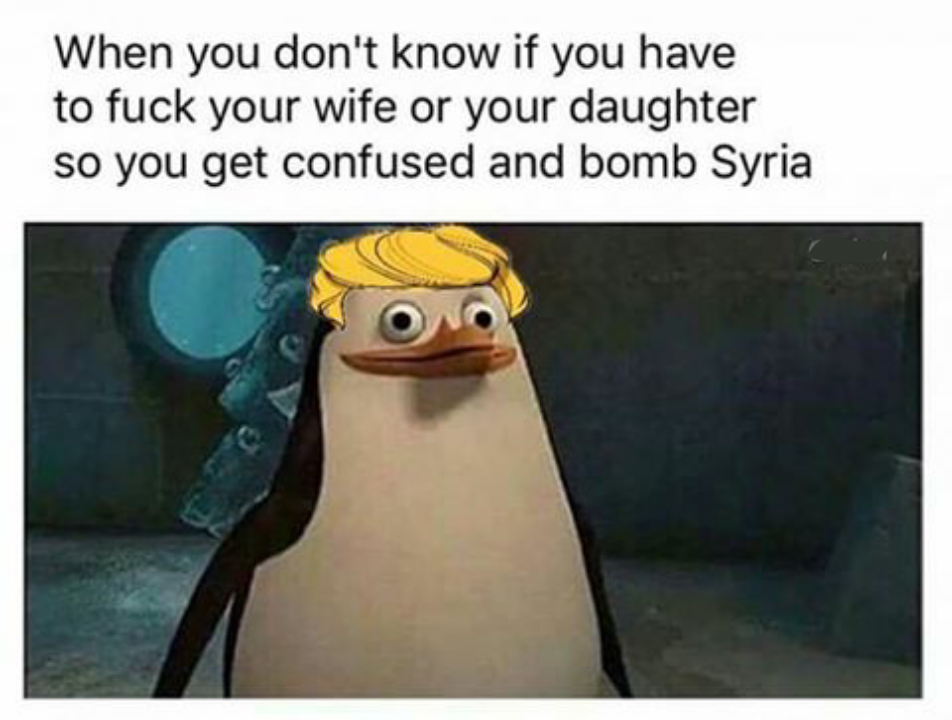 When you don't know if you have
to fuck your wife or your daughter
so you get confused and bomb Syria